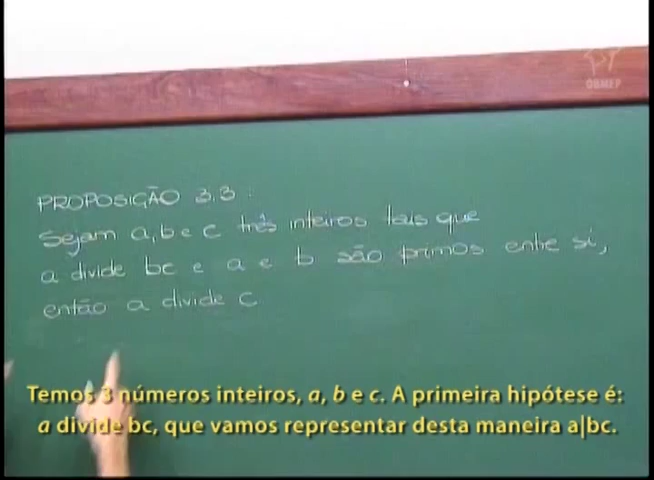 OBMEP
PROPOSIÇÃO 3.3 :
Sejam a, b e c três inteiros tais que
a divide bc e a e b são primos entre si,
então a divide c
Temos 3 números inteiros, a, b e c. A primeira hipótese é:
a divide bc, que vamos representar desta maneira a|bc.